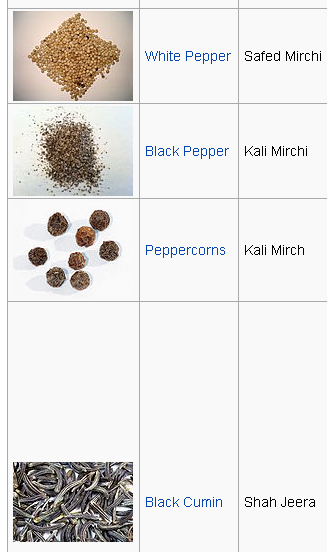 White Pepper Safed Mirchi
Black Pepper Kali Mirchi
Peppercorns Kali Mirch
Black Cumin Shah Jeera